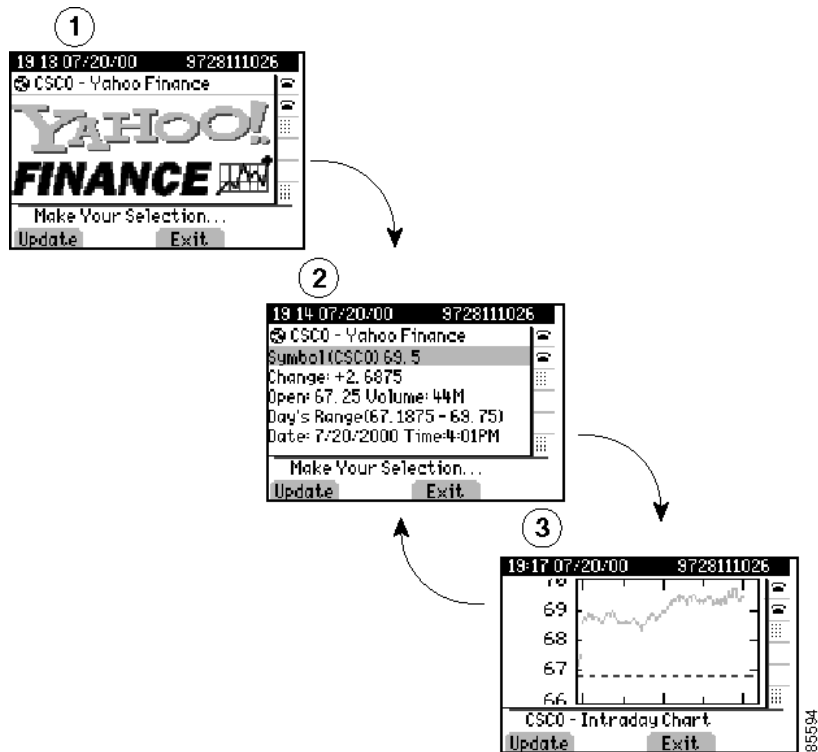 1
19 13 07/20/00 9728111026
CSCO - Yahoo Finance
YAHOO!
FINANCE
Make Your Selection...
Update Exit
2
19 14 07/20/00 9728111026
CSCO - Yahoo Finance
Symbol (CSCO) 69. 5
Change: +2. 6875
Open: 67. 25 Volume: 44M
Day's Range(67.1875 - 69. 75)
Date: 7/20/2000 Time:4:01PM
Make Your Selection...
Update Exit
3
19:17 07/20/00 9728111026
70
69
68
67
66
CSCO - Intraday Chart
Update Exit
85594